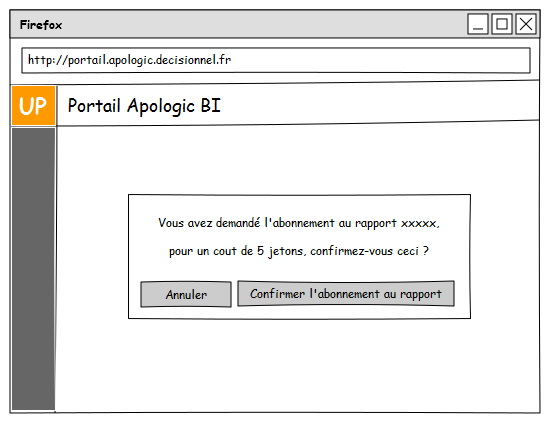 Firefox
http://portail.apologic.decisionnel.fr
UP
Portail Apologic BI
Vous avez demandé l'abonnement au rapport xxxxx,
pour un cout de 5 jetons, confirmez-vous ceci ?
Annuler
Confirmer l'abonnement au rapport